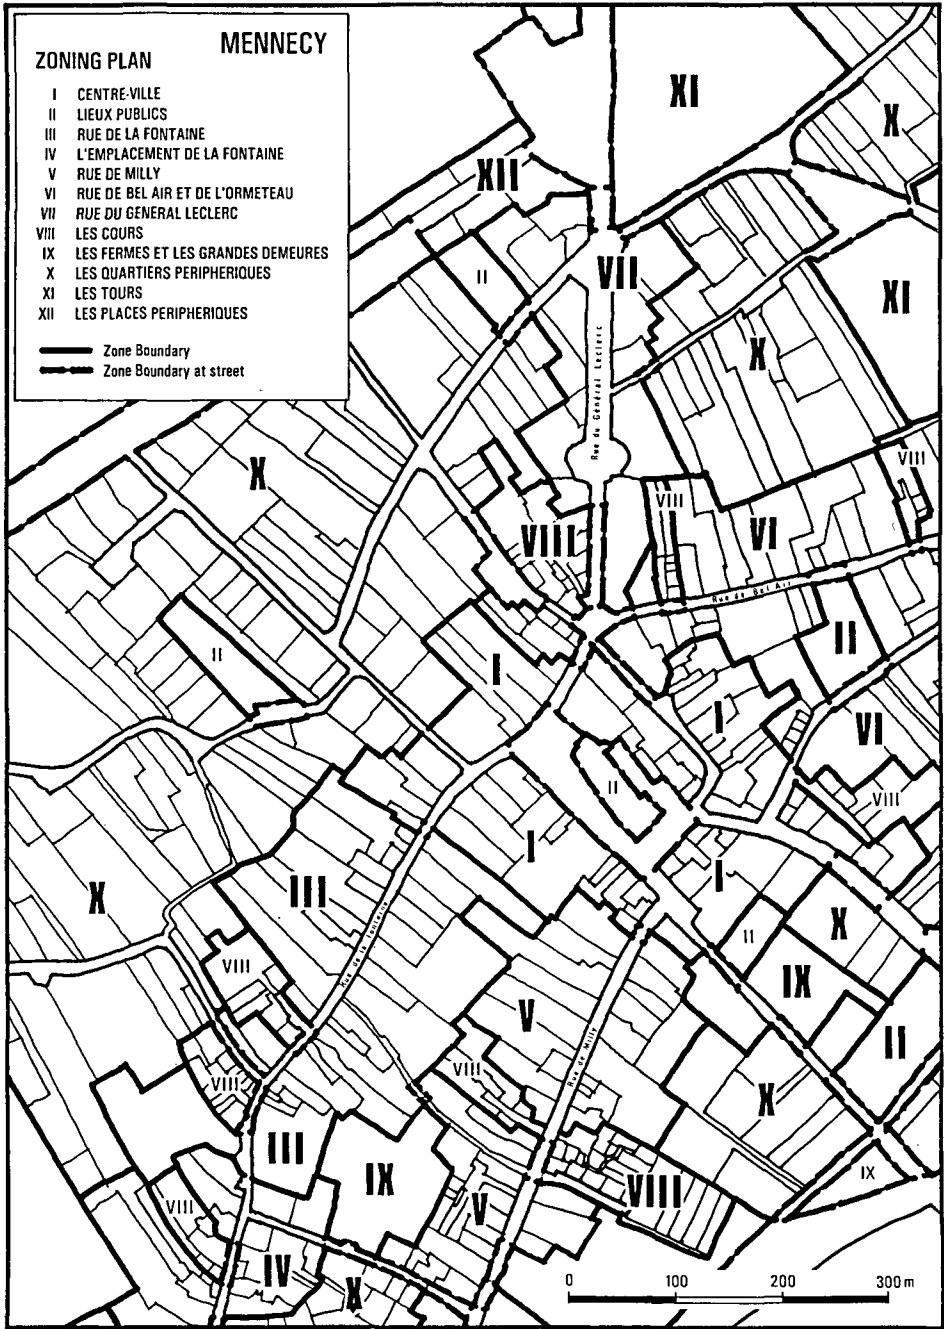 MENNECY
ZONING PLAN
I CENTRE-VILLE
II LIEUX PUBLICS
III RUE DE LA FONTAINE
IV L'EMPLACEMENT DE LA FONTAINE
V RUE DE MILLY
VI RUE DE BEL AIR ET DE L'ORMETEAU
VII RUE DU GENERAL LECLERC
VIII LES COURS
IX LES FERMES ET LES GRANDES DEMEURES
X LES QUARTIERS PERIPHERIQUES
XI LES TOURS
XII LES PLACES PERIPHERIQUES
Zone Boundary
Zone Boundary at street
XI
X
XII
II
VII
XI
X
Rue du Général Leclerc
X
VIII
VIII
VIII
VI
Rue de Bel Air
II
II
I
I
VI
II
VIII
I
I
III
X
X
II
Rue de la Fontaine
VIII
IX
V
II
Rue de Milly
VIII
VIII
X
III
IX
IX
VIII
V
VIII
IV
X
0 100 200 300 m